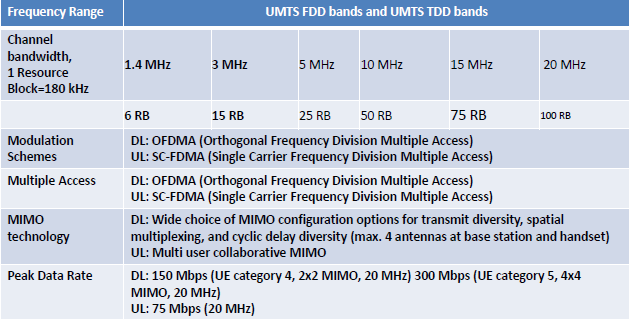 Frequency Range UMTS FDD bands and UMTS TDD bands
Channel
bandwidth,
1 Resource
Block=180 kHz
1.4 MHz 3 MHz 5 MHz 10 MHz 15 MHz 20 MHz
6 RB 15 RB 25 RB 50 RB 75 RB 100 RB
Modulation
Schemes
DL: OFDMA (Orthogonal Frequency Division Multiple Access)
UL: SC-FDMA (Single Carrier Frequency Division Multiple Access)
Multiple Access
DL: OFDMA (Orthogonal Frequency Division Multiple Access)
UL: SC-FDMA (Single Carrier Frequency Division Multiple Access)
MIMO
technology
DL: Wide choice of MIMO configuration options for transmit diversity, spatial
multiplexing, and cyclic delay diversity (max. 4 antennas at base station and handset)
UL: Multi user collaborative MIMO
Peak Data Rate
DL: 150 Mbps (UE category 4, 2x2 MIMO, 20 MHz) 300 Mbps (UE category 5, 4x4
MIMO, 20 MHz)
UL: 75 Mbps (20 MHz)